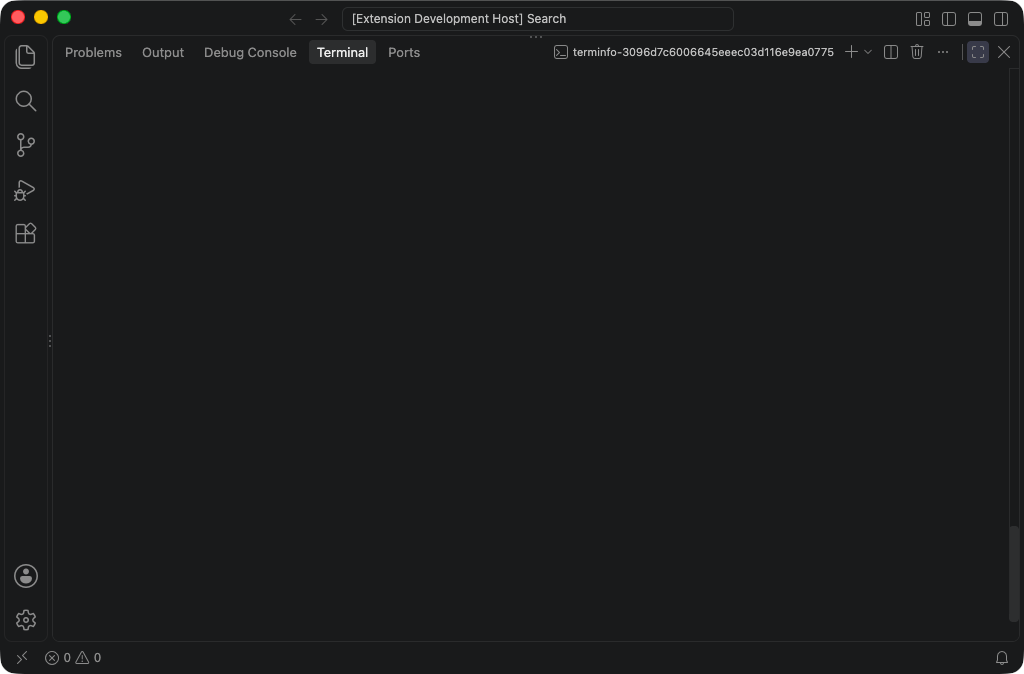 [Extension Development Host] Search
Problems Output Debug Console Terminal Ports
terminfo-3096d7c6006645eeec03d116e9ea0775
0 0